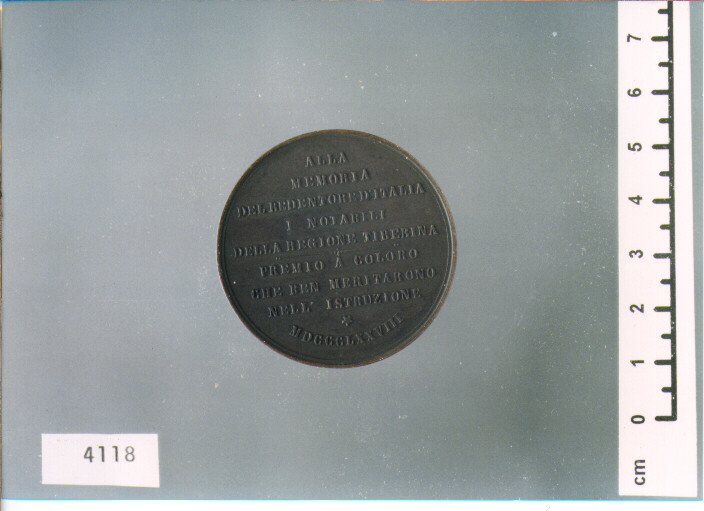 ALLA
MEMORIA
DEL REDENTORE D'ITALIA
I NOTABILI
DELLA REGIONE TIBERINA
PREMIO A COLORO
CHE BEN MERITARONO
NELL' ISTRUZIONE
MDCCCLXXVIII
4118
7
6
5
4
3
2
1
0
cm